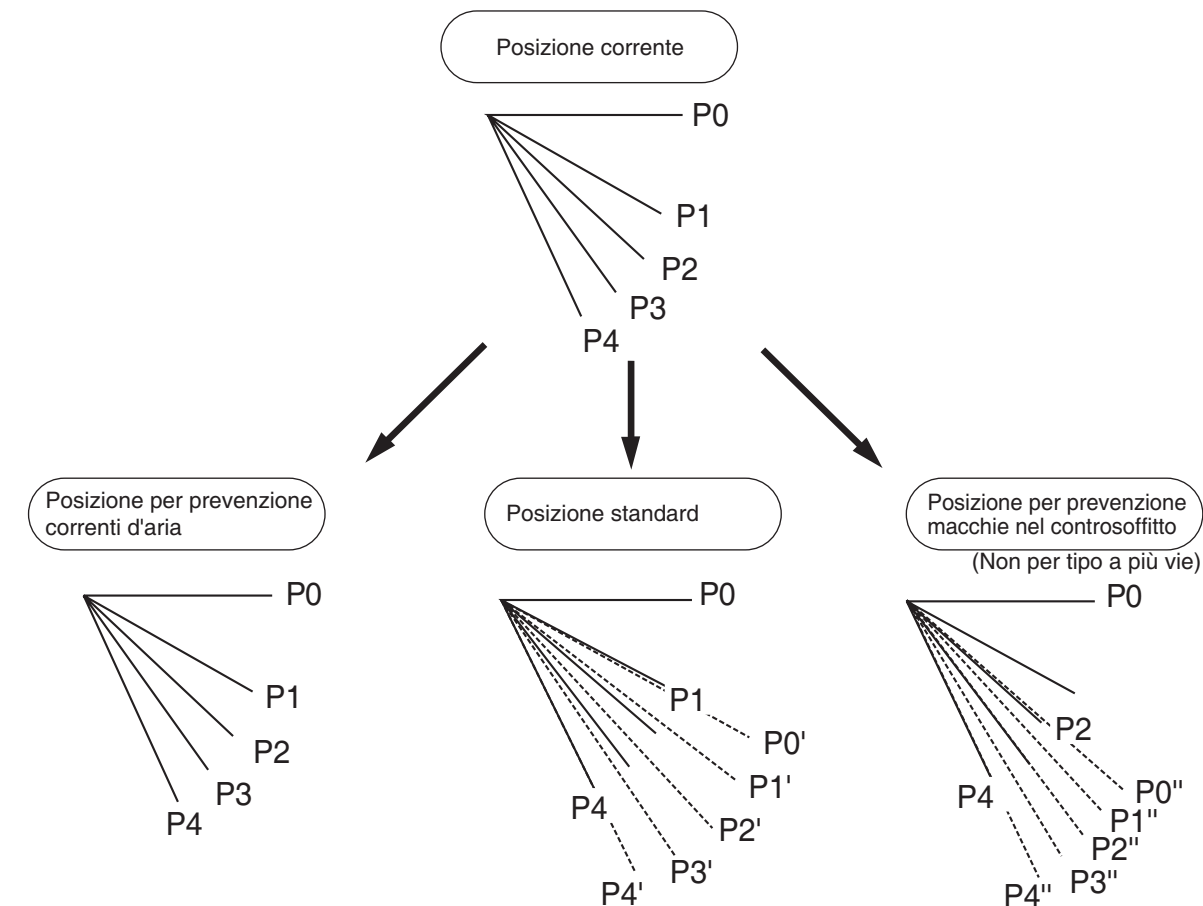 Posizione corrente
P0
P1
P2
P3
P4
Posizione per prevenzione
correnti d'aria
P0
P1
P2
P3
P4
Posizione standard
P0
P1
P0'
P1'
P4
P2'
P3'
P4'
Posizione per prevenzione
macchie nel controsoffitto
(Non per tipo a più vie)
P0
P2
P0"
P4
P1"
P2"
P3"
P4"